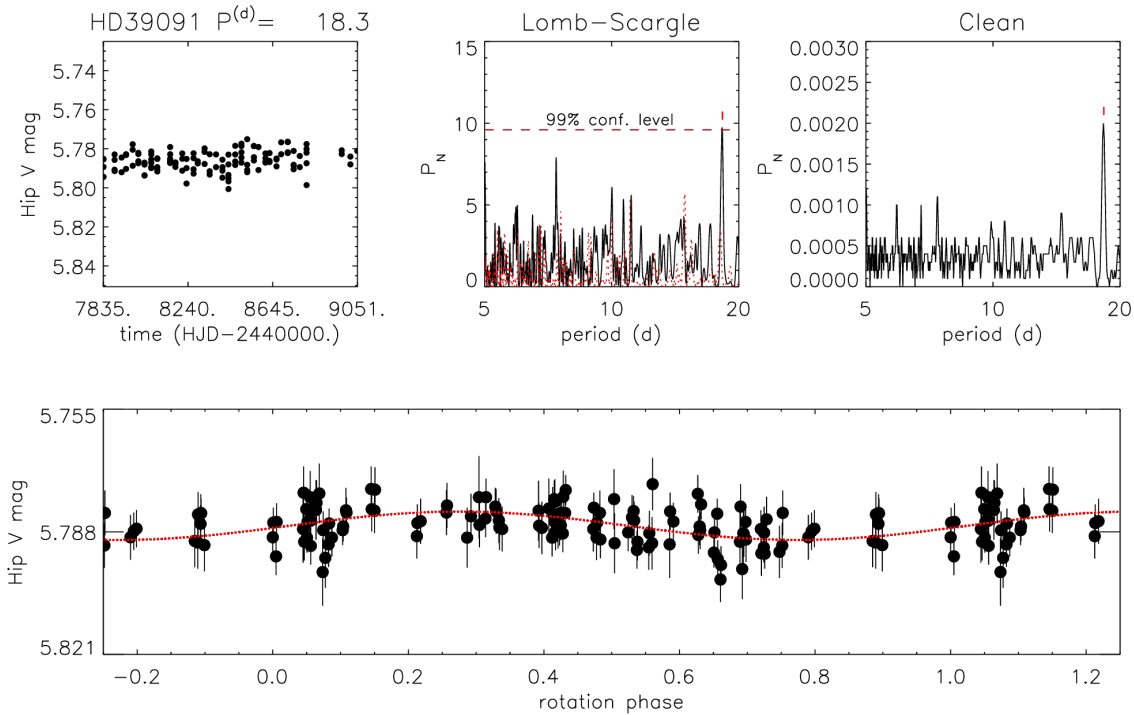 HD39091 P(d)= 18.3
Hip V mag
5.74
5.76
5.78
5.80
5.82
5.84
7835. 8240. 8645. 9051.
time (HJD-2440000.)
Lomb-Scargle
P_N
15
10
5
0
99% conf. level
5 10 20
period (d)
Clean
P_N
0.0030
0.0025
0.0020
0.0015
0.0010
0.0005
0.0000
5 10 20
period (d)
Hip V mag
5.755
5.788
5.821
-0.2 0.0 0.2 0.4 0.6 0.8 1.0 1.2
rotation phase